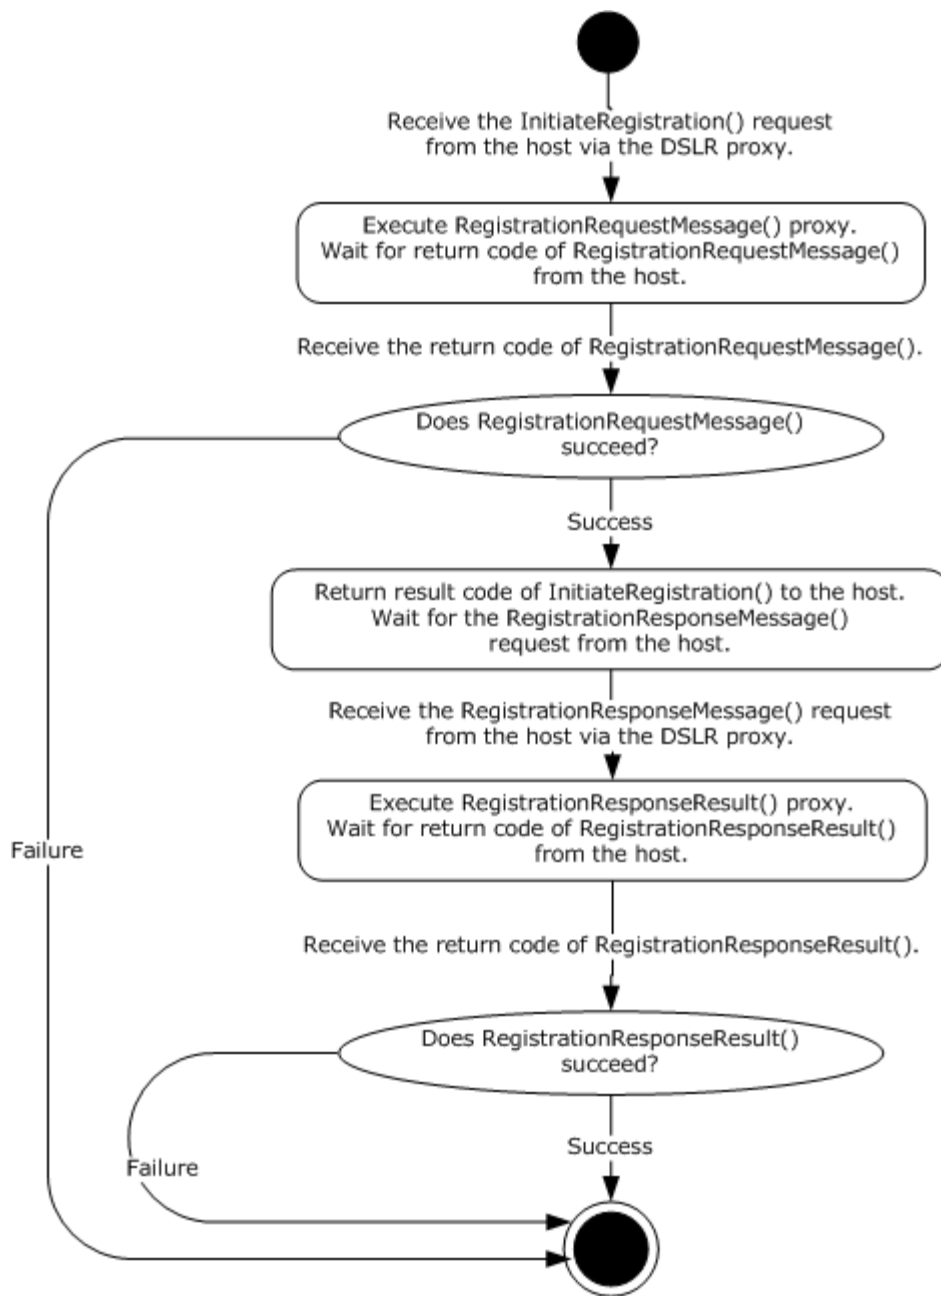 Receive the InitiateRegistration() request
from the host via the DSLR proxy.
Execute RegistrationRequestMessage() proxy.
Wait for return code of RegistrationRequestMessage()
from the host.
Receive the return code of RegistrationRequestMessage().
Does RegistrationRequestMessage()
succeed?
Success
Return result code of InitiateRegistration() to the host.
Wait for the RegistrationResponseMessage()
request from the host.
Receive the RegistrationResponseMessage() request
from the host via the DSLR proxy.
Execute RegistrationResponseResult() proxy.
Wait for return code of RegistrationResponseResult()
from the host.
Failure
Receive the return code of RegistrationResponseResult().
Does RegistrationResponseResult()
succeed?
Success
Failure